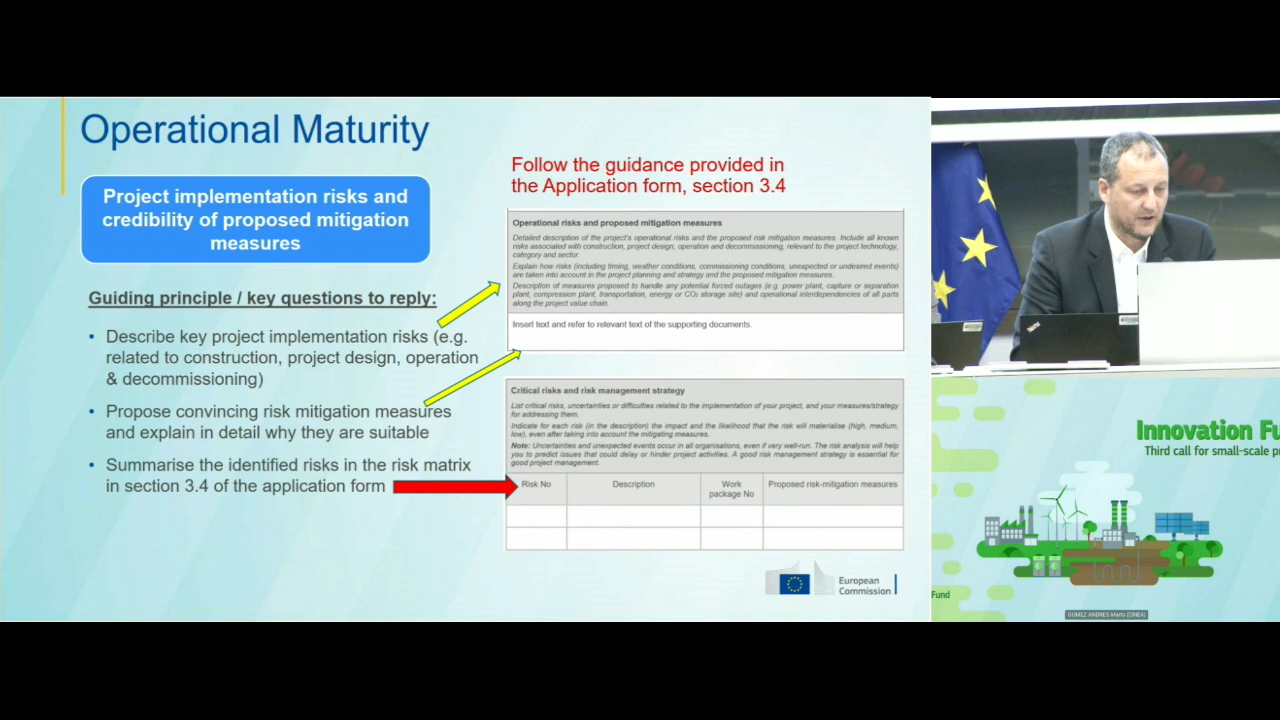 Operational Maturity
Project implementation risks and
credibility of proposed mitigation
measures
Guiding principle / key questions to reply:
• Describe key project implementation risks (e.g.
related to construction, project design, operation
& decommissioning)
• Propose convincing risk mitigation measures
and explain in detail why they are suitable
• Summarise the identified risks in the risk matrix
in section 3.4 of the application form
Follow the guidance provided in
the Application form, section 3.4
Operational risks and proposed mitigation measures
Detailed description of the project's operational risks and the proposed risk mitigation measures. Include all known
risks associated with construction, project design, operation and decommissioning, relevant to the project technology,
category and sector.
Explain how risks (including timing, weather conditions, commissioning conditions, unexpected or undesired events)
are taken into account in the project planning and strategy and the proposed mitigation measures.
Description of measures proposed to handle any potential forced outages (e.g. power plant, capture or separation
plant, compression plant, transportation, energy or CO₂ storage site) and operational interdependencies of all parts
along the project value chain.
Insert text and refer to relevant text of the supporting documents.
Critical risks and risk management strategy
List critical risks, uncertainties or difficulties related to the implementation of your project, and your measures/strategy
for addressing them.
Indicate for each risk (in the description) the impact and the likelihood that the risk will materialise (high, medium,
low), even after taking into account the mitigating measures.
Note: Uncertainties and unexpected events occur in all organisations, even if very well-run. The risk analysis will help
you to predict issues that could delay or hinder project activities. A good risk management strategy is essential for
good project management.
Risk No
Description
Work
package No
Proposed risk-mitigation measures
European
Commission
Innovation Fu
Third call for small-scale p
Fund
GOMEZ ANDRES Marta (CINEA)